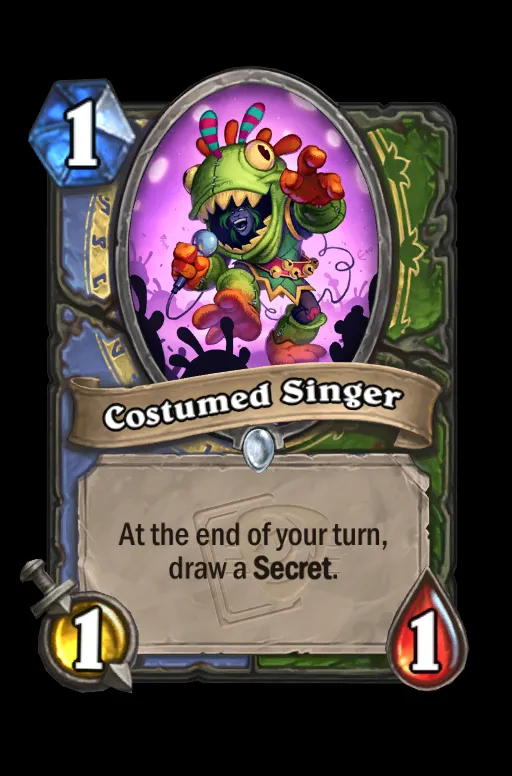 1
Costumed Singer
At the end of your turn,
draw a Secret.
1
1